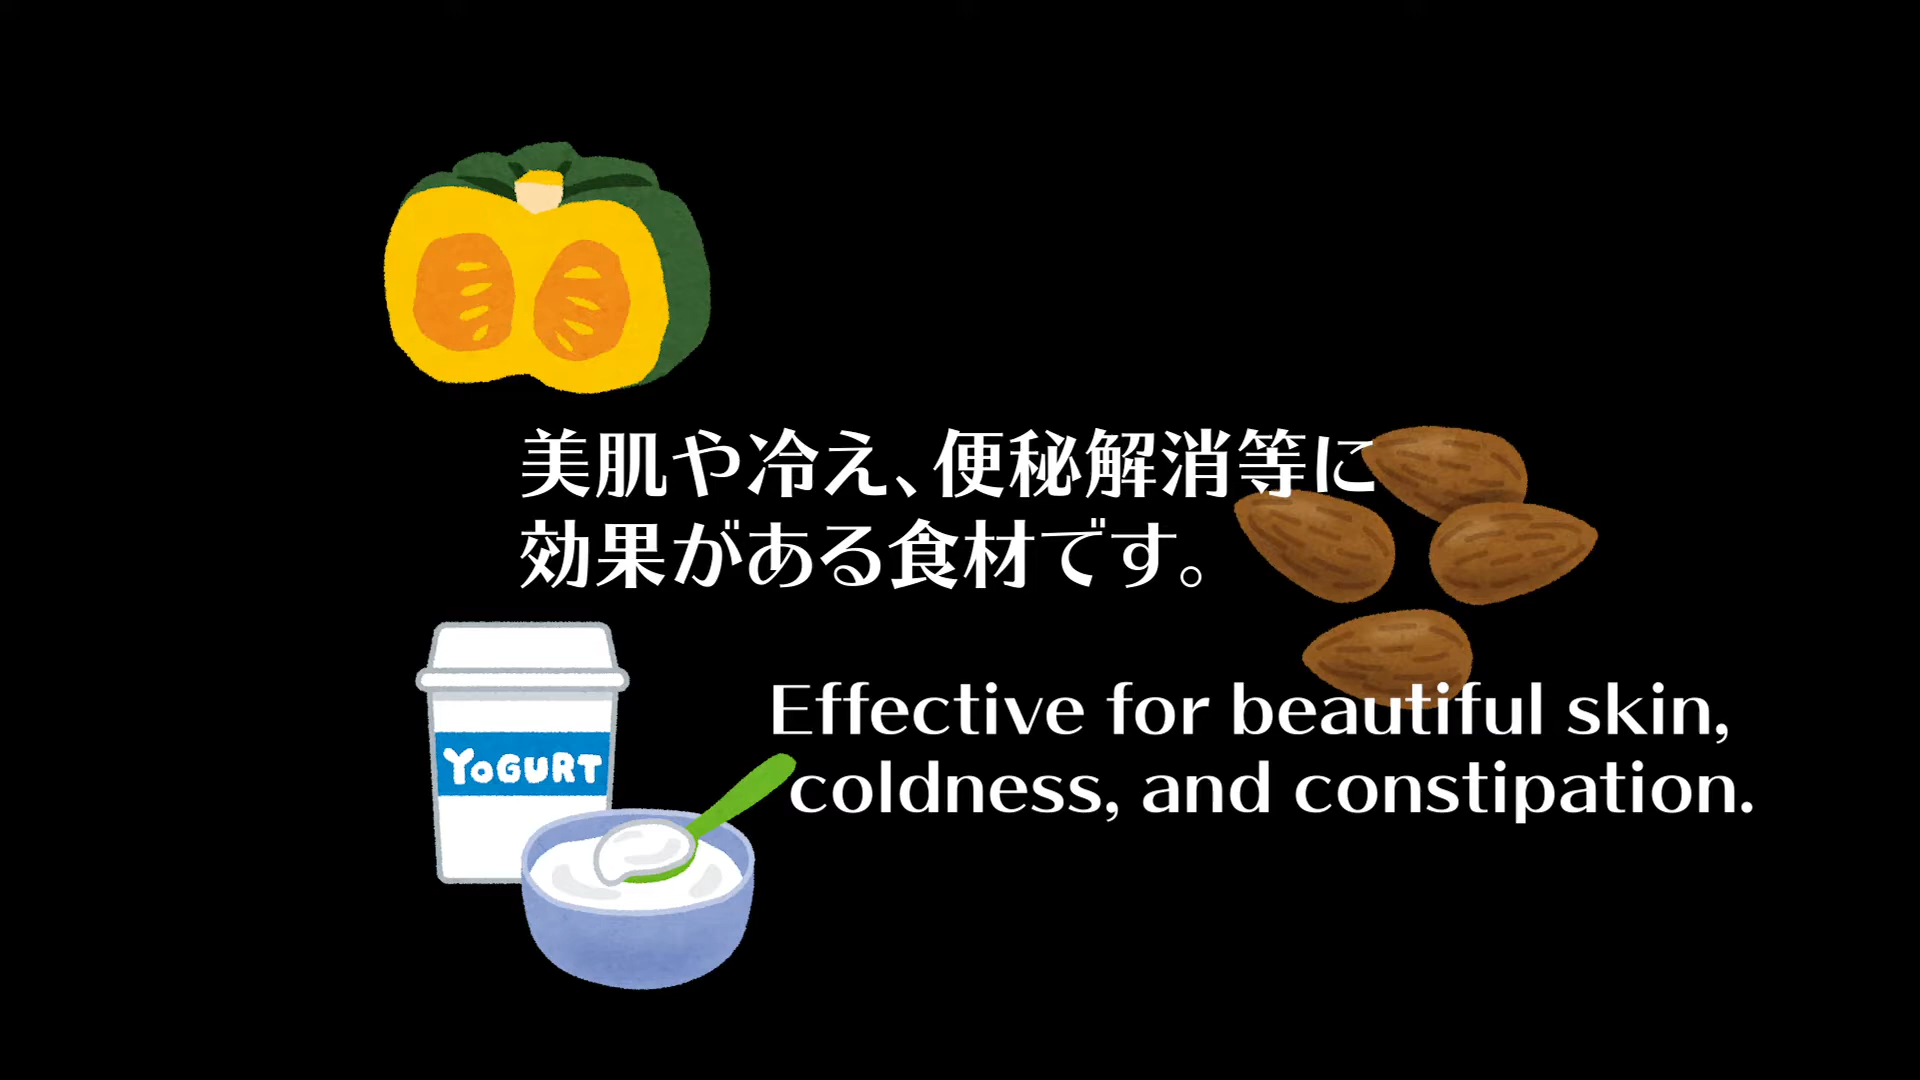 美肌や冷え、便秘解消等に
効果がある食材です。
YOGURT
Effective for beautiful skin,
coldness, and constipation.